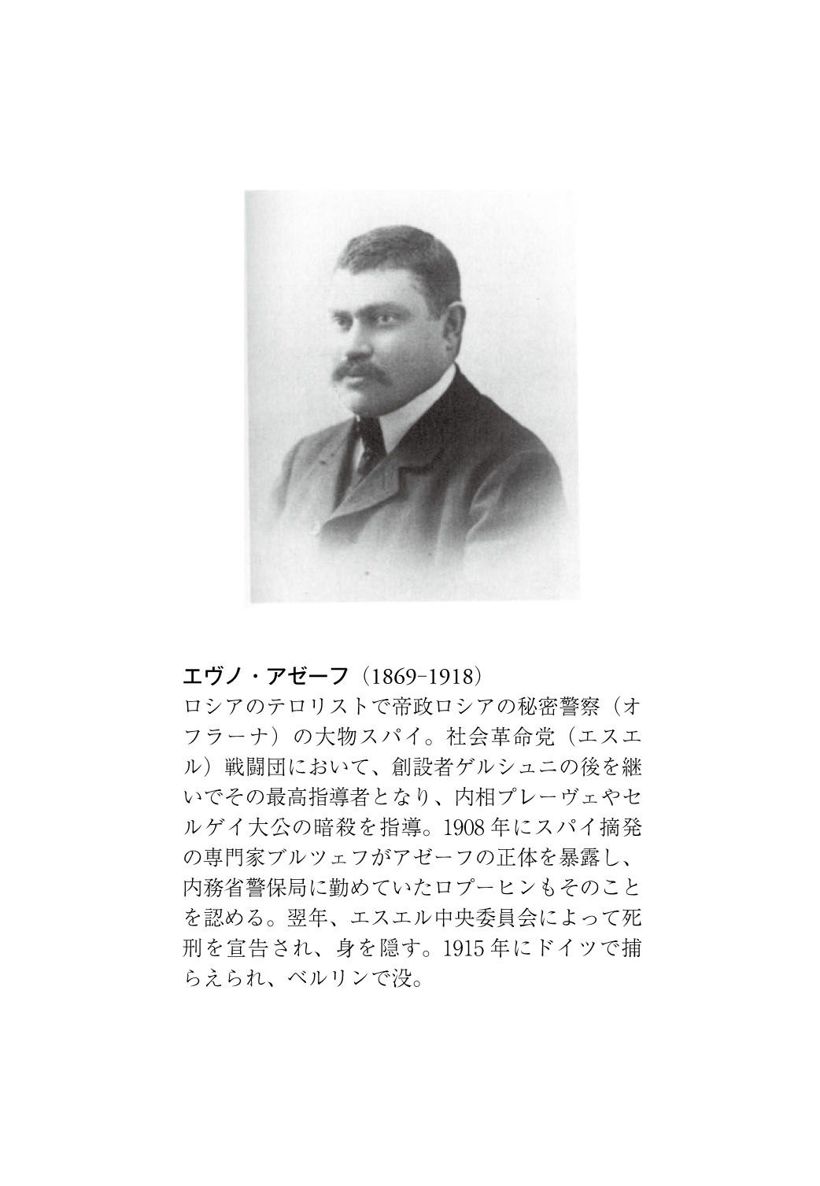 エヴノ・アゼーフ（1869-1918）
ロシアのテロリストで帝政ロシアの秘密警察（オ
フラーナ）の大物スパイ。社会革命党（エスエ
ル）戦闘団において、創設者ゲルシュニの後を継
いでその最高指導者となり、内相プレーヴェやセ
ルゲイ大公の暗殺を指導。1908 年にスパイ摘発
の専門家ブルツェフがアゼーフの正体を暴露し、
内務省警保局に勤めていたロプーヒンもそのこと
を認める。翌年、エスエル中央委員会によって死
刑を宣告され、身を隠す。1915 年にドイツで捕
らえられ、ベルリンで没。